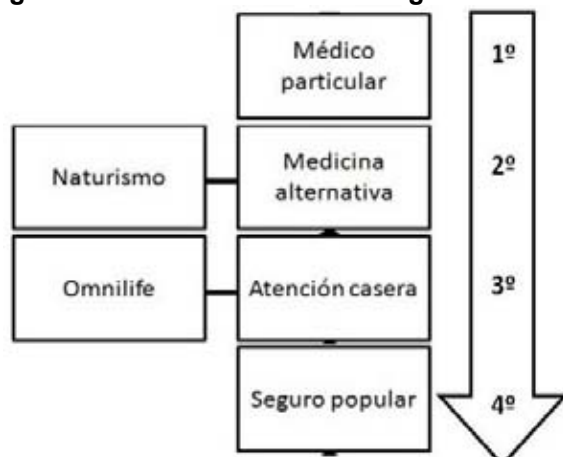 Médico
particular
1º
Naturismo
Medicina
alternativa
2º
Omnilife
Atención casera
3º
Seguro popular
4º